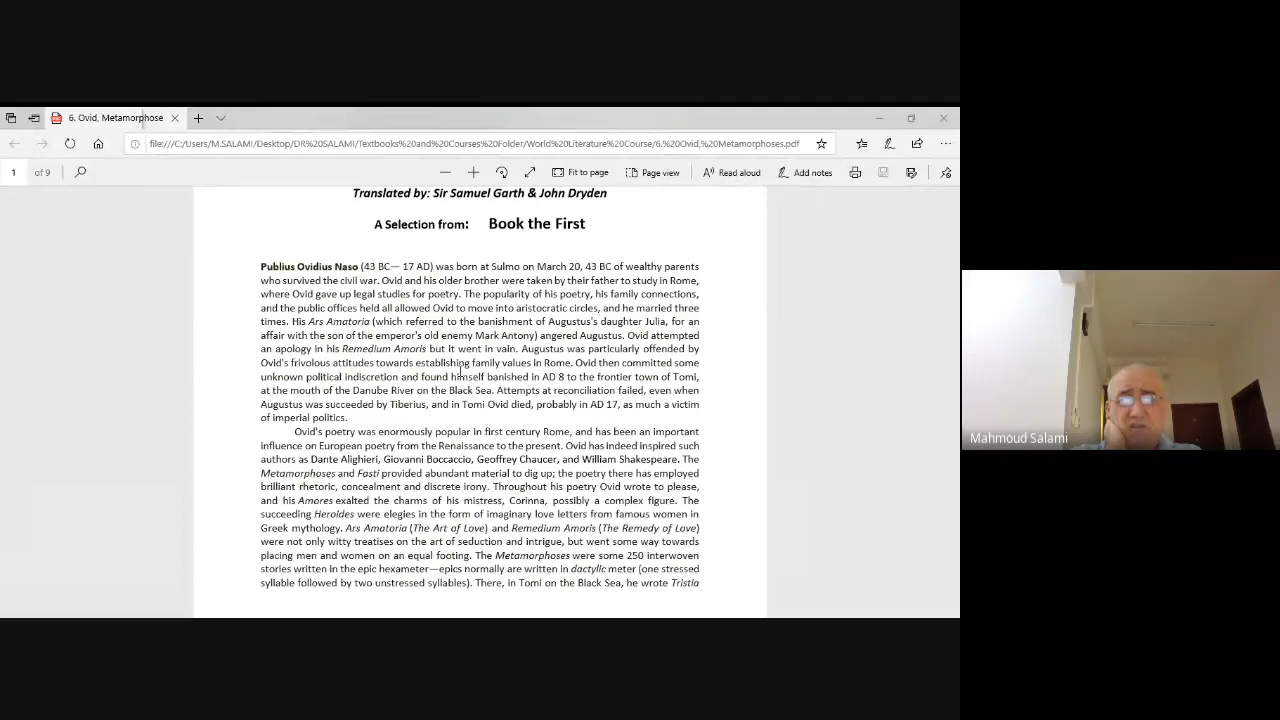 6. Ovid, Metamorphose
file:///C:/Users/M.SALAMI/Desktop/DR%20SALAMI/Textbooks%20and%20Courses%20Folder/World%20Literature%20Course/6.%20Ovid,%20Metamorphoses.pdf
1 of 9 Fit to page Page view Read aloud Add notes
Translated by: Sir Samuel Garth & John Dryden
A Selection from: Book the First
Publius Ovidius Naso (43 BC— 17 AD) was born at Sulmo on March 20, 43 BC of wealthy parents
who survived the civil war. Ovid and his older brother were taken by their father to study in Rome,
where Ovid gave up legal studies for poetry. The popularity of his poetry, his family connections,
and the public offices held all allowed Ovid to move into aristocratic circles, and he married three
times. His Ars Amatoria (which referred to the banishment of Augustus's daughter Julia, for an
affair with the son of the emperor's old enemy Mark Antony) angered Augustus. Ovid attempted
an apology in his Remedium Amoris but it went in vain. Augustus was particularly offended by
Ovid's frivolous attitudes towards establishing family values in Rome. Ovid then committed some
unknown political indiscretion and found himself banished in AD 8 to the frontier town of Tomi,
at the mouth of the Danube River on the Black Sea. Attempts at reconciliation failed, even when
Augustus was succeeded by Tiberius, and in Tomi Ovid died, probably in AD 17, as much a victim
of imperial politics.
Ovid's poetry was enormously popular in first century Rome, and has been an important
influence on European poetry from the Renaissance to the present. Ovid has indeed inspired such
authors as Dante Alighieri, Giovanni Boccaccio, Geoffrey Chaucer, and William Shakespeare. The
Metamorphoses and Fasti provided abundant material to dig up; the poetry there has employed
brilliant rhetoric, concealment and discrete irony. Throughout his poetry Ovid wrote to please,
and his Amores exalted the charms of his mistress, Corinna, possibly a complex figure. The
succeeding Heroides were elegies in the form of imaginary love letters from famous women in
Greek mythology. Ars Amatoria (The Art of Love) and Remedium Amoris (The Remedy of Love)
were not only witty treatises on the art of seduction and intrigue, but went some way towards
placing men and women on an equal footing. The Metamorphoses were some 250 interwoven
stories written in the epic hexameter—epics normally are written in dactylic meter (one stressed
syllable followed by two unstressed syllables). There, in Tomi on the Black Sea, he wrote Tristia
Mahmoud Salami